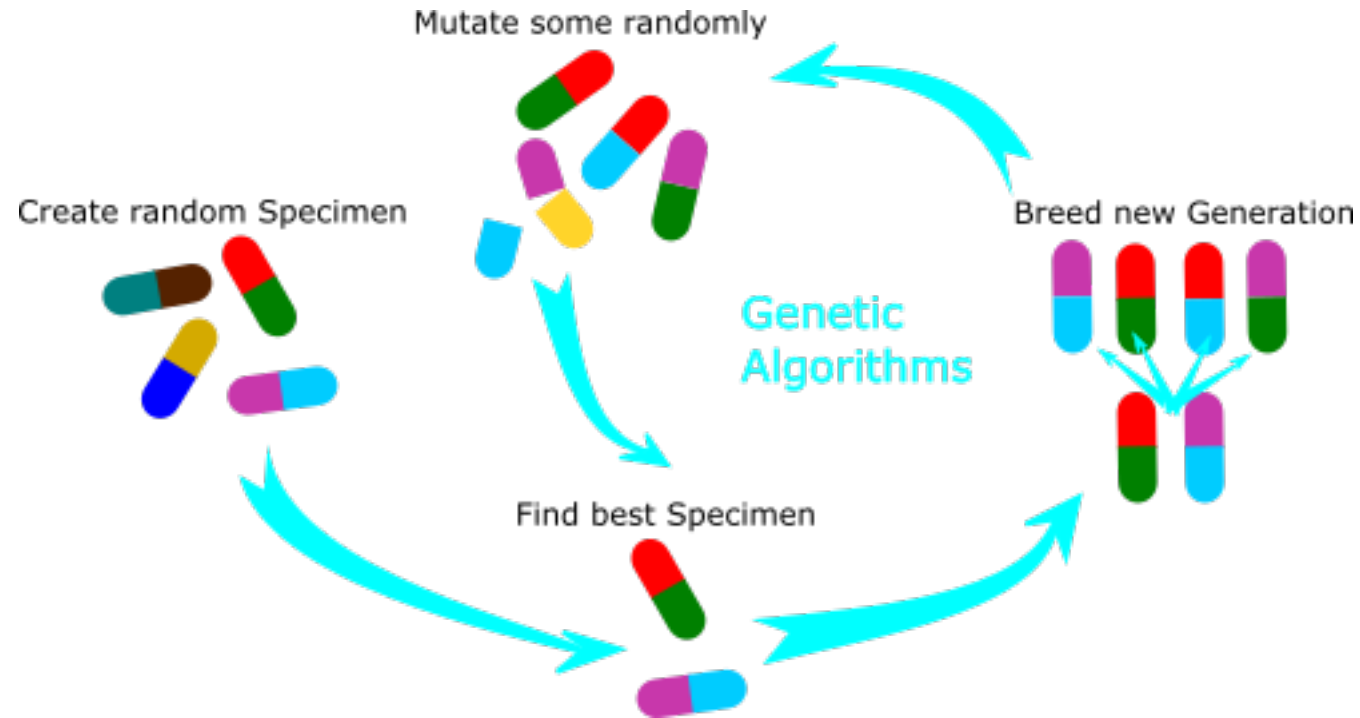 Mutate some randomly
Create random Specimen
Breed new Generation
Genetic
Algorithms
Find best Specimen